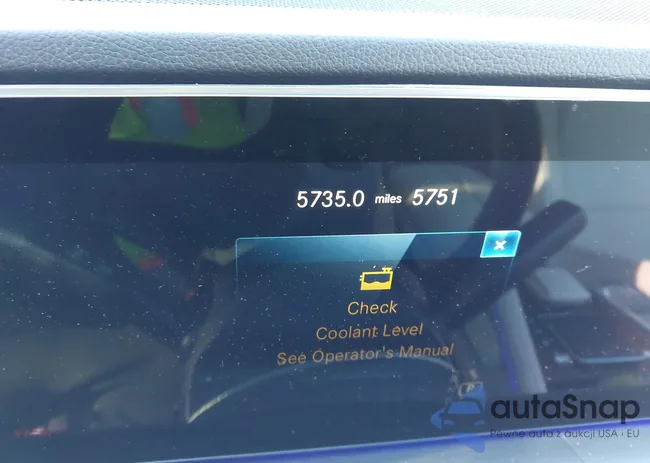 5735.0 miles 5751
Check
Coolant Level
See Operator's Manual
autaSnap
Pewne auta z aukcji USA i EU